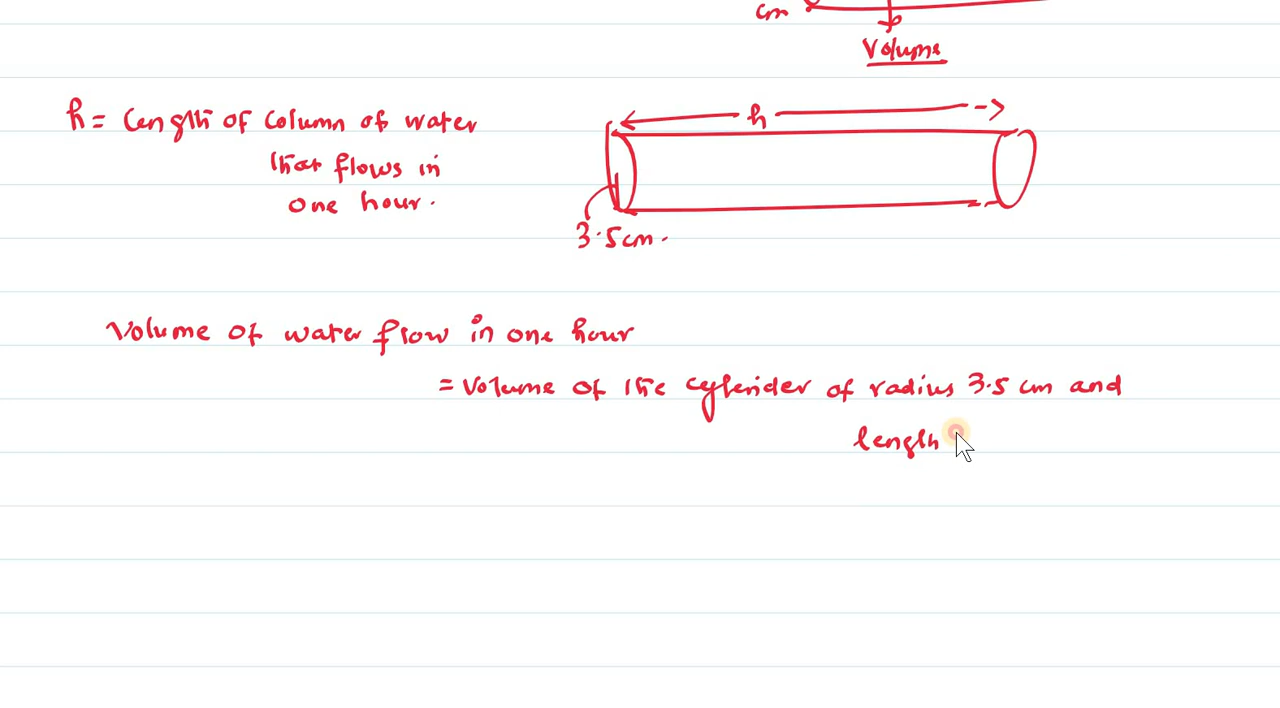 cm
Volume
h
h = Length of column of water
that flows in
one hour.
3.5cm.
Volume of water flow in one hour
= Volume of the cylinder of radius 3.5 cm and
length